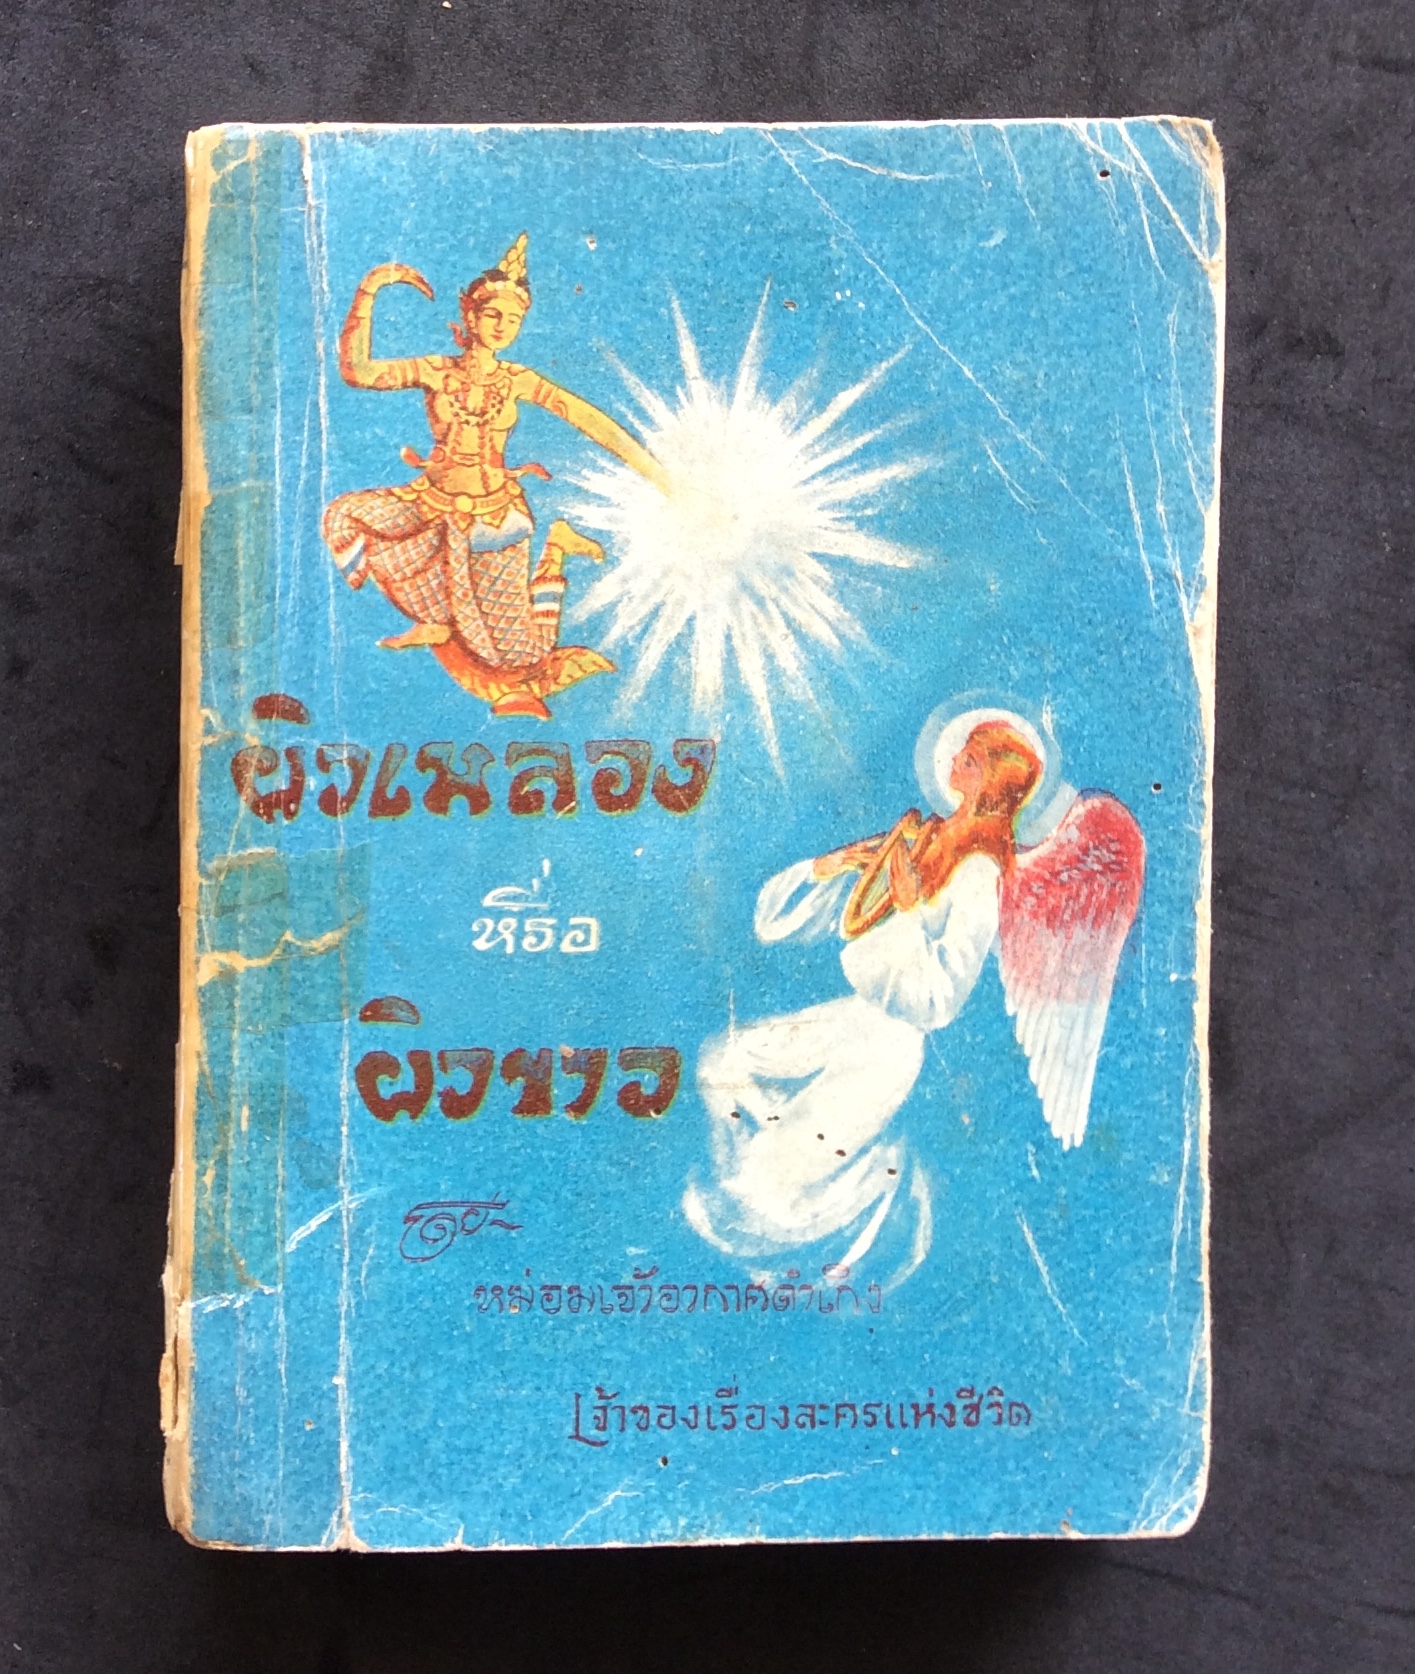 ผิวเหลอง
หรือ
ผิวขาว
โดย
หม่อมเจ้าอากาศดำเกิง
เจ้าของเรื่องละครแห่งชีวิต